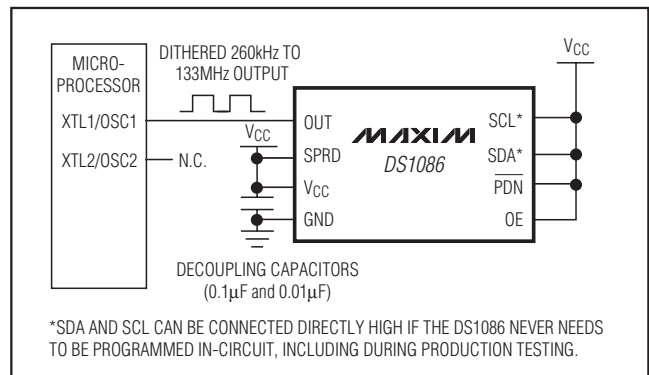 MICRO-
PROCESSOR
XTL1/OSC1
XTL2/OSC2
N.C.
DITHERED 260kHz TO
133MHz OUTPUT
VCC
OUT
SPRD
VCC
GND
MAXIM
DS1086
SCL*
SDA*
PDN
OE
VCC
DECOUPLING CAPACITORS
(0.1μF and 0.01μF)
*SDA AND SCL CAN BE CONNECTED DIRECTLY HIGH IF THE DS1086 NEVER NEEDS
TO BE PROGRAMMED IN-CIRCUIT, INCLUDING DURING PRODUCTION TESTING.